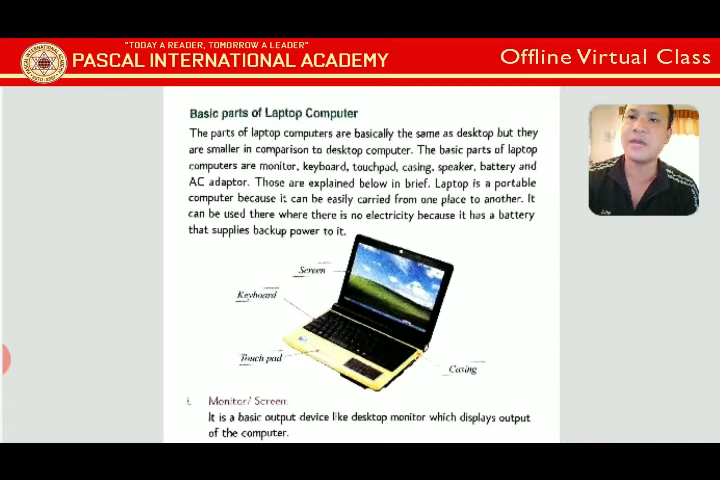 "TODAY A READER, TOMORROW A LEADER"
PASCAL INTERNATIONAL ACADEMY
Offline Virtual Class
Basic parts of Laptop Computer
The parts of laptop computers are basically the same as desktop but they
are smaller in comparison to desktop computer. The basic parts of laptop
computers are monitor, keyboard, touchpad, casing, speaker, battery and
AC adaptor. Those are explained below in brief. Laptop is a portable
computer because it can be easily carried from one place to another. It
can be used there where there is no electricity because it has a battery
that supplies backup power to it.
Screen
Keyboard
Touch pad
Casing
i. Monitor/ Screen:
It is a basic output device like desktop monitor which displays output
of the computer.